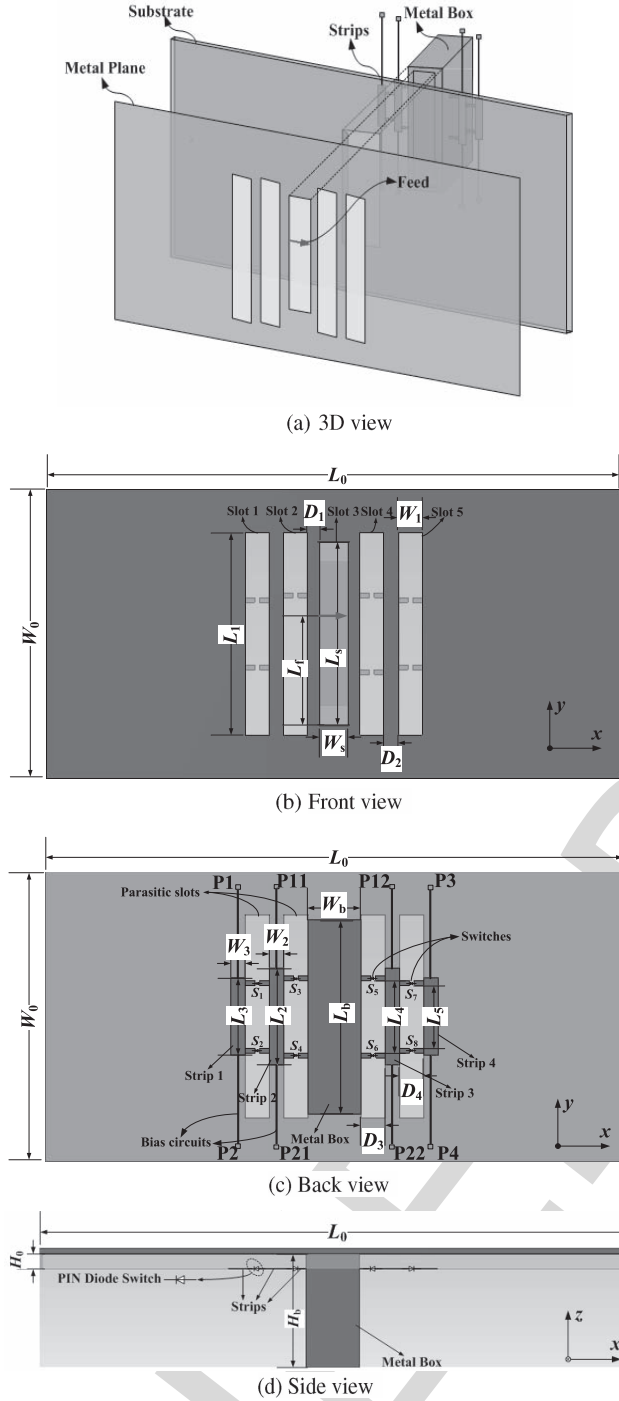 Substrate
Metal Box
Strips
Metal Plane
Feed
(a) 3D view
L0
Slot 1
Slot 2
D1
Slot 3
Slot 4
W1
Slot 5
W0
L1
Lf
Ls
Ws
D2
y
x
(b) Front view
L0
P1
P11
P12
P3
Parasitic slots
Wb
W3
W2
Switches
S1
S3
S5
S7
W0
L3
L2
Lb
L4
L5
S2
S4
S6
S8
Strip 1
Strip 2
Strip 4
Strip 3
D4
Metal Box
D3
Bias circuits
y
x
P2
P21
P22
P4
(c) Back view
L0
H0
PIN Diode Switch
Strips
Hb
z
x
Metal Box
(d) Side view